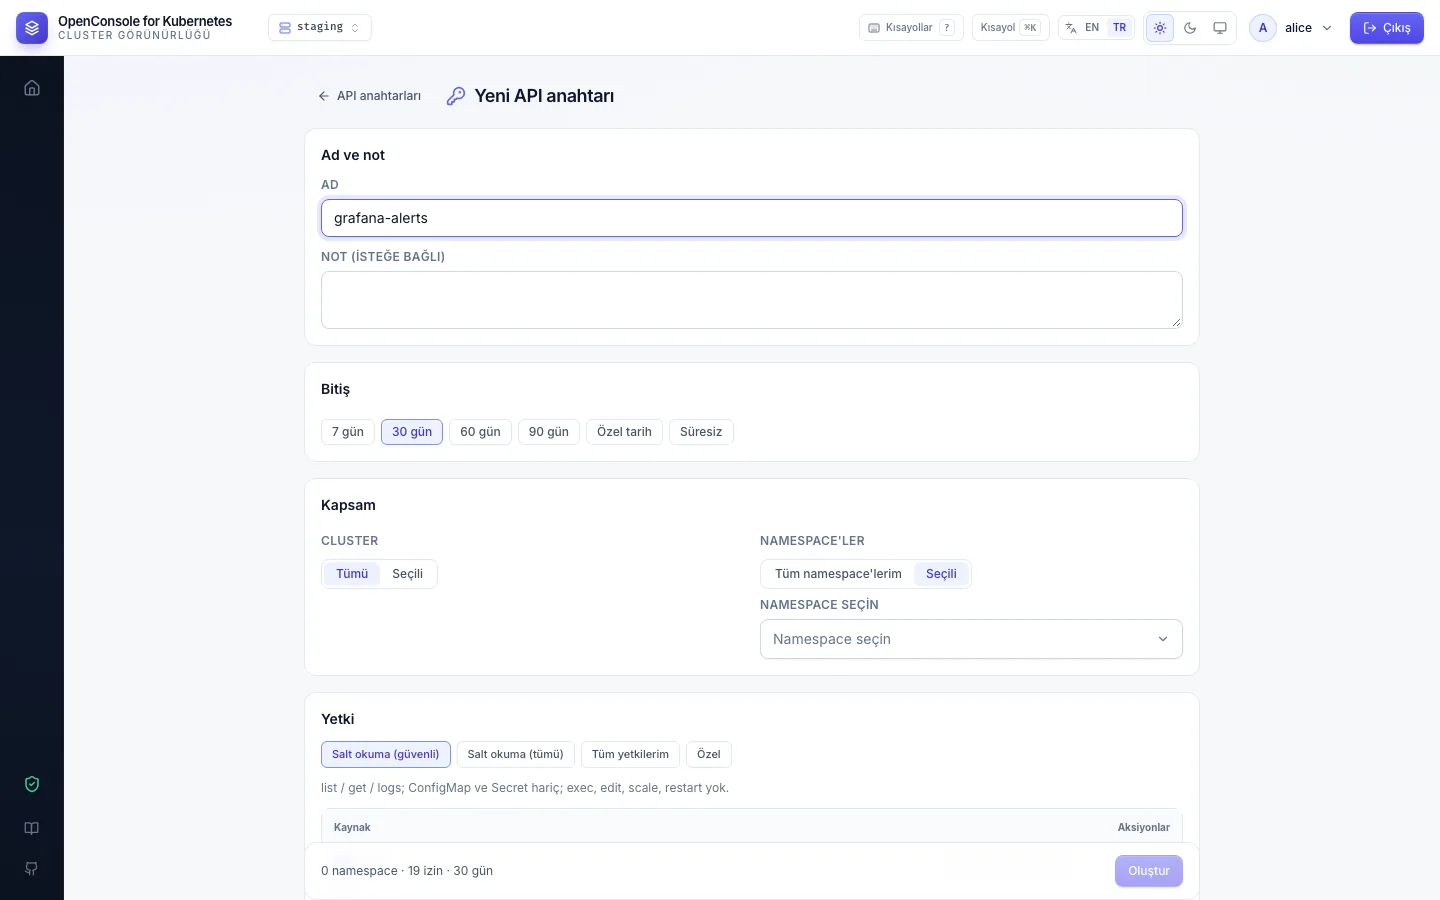 OpenConsole for Kubernetes
CLUSTER GÖRÜNÜRLÜĞÜ
staging
Kısayollar ?
Kısayol ⌘K
EN TR
A alice
Çıkış
API anahtarları
Yeni API anahtarı
Ad ve not
AD
grafana-alerts
NOT (İSTEĞE BAĞLI)
Bitiş
7 gün 30 gün 60 gün 90 gün Özel tarih Süresiz
Kapsam
CLUSTER
Tümü Seçili
NAMESPACE'LER
Tüm namespace'lerim Seçili
NAMESPACE SEÇİN
Namespace seçin
Yetki
Salt okuma (güvenli) Salt okuma (tümü) Tüm yetkilerim Özel
list / get / logs; ConfigMap ve Secret hariç; exec, edit, scale, restart yok.
Kaynak Aksiyonlar
0 namespace · 19 izin · 30 gün
Oluştur